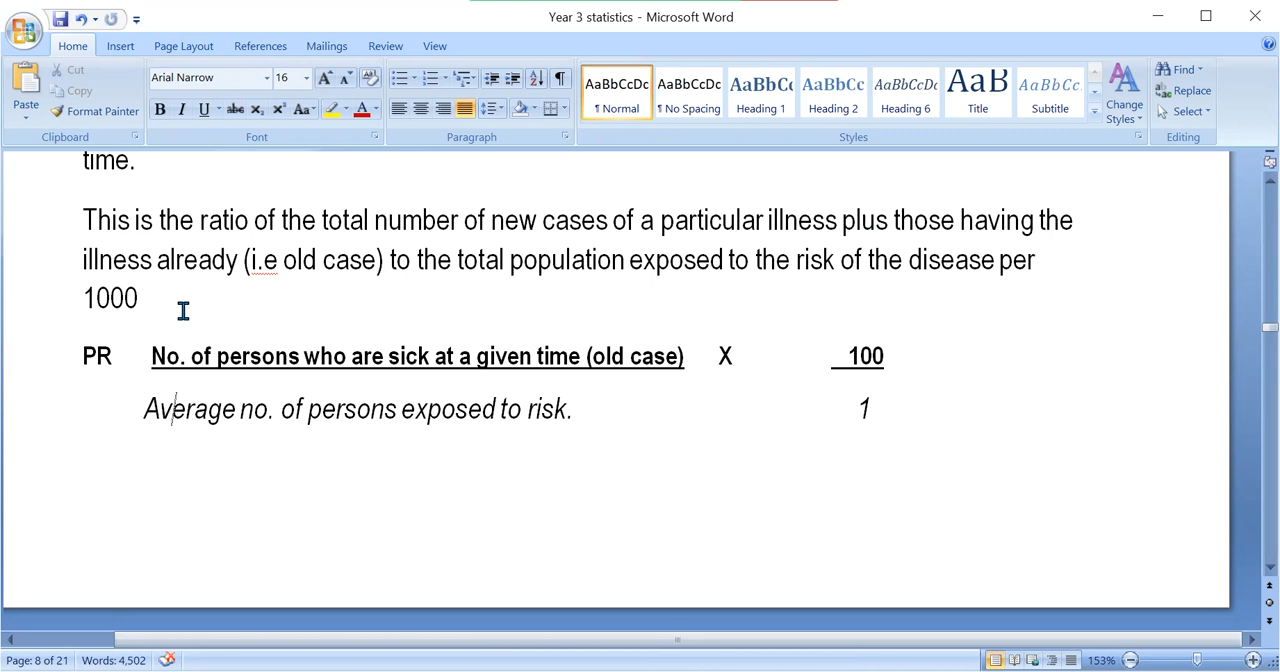 Year 3 statistics - Microsoft Word
Home Insert Page Layout References Mailings Review View
Paste
Cut
Copy
Format Painter
Clipboard
Arial Narrow 16
B I U abc X₂ X² Aa
Font
Paragraph
AaBbCcDc AaBbCcDc AaBbCc AaBbCc AaBbCcDc AaB AaBbCc
¶ Normal ¶ No Spacing Heading 1 Heading 2 Heading 6 Title Subtitle
Change Styles
Styles
Find
Replace
Select
Editing
time.
This is the ratio of the total number of new cases of a particular illness plus those having the
illness already (i.e old case) to the total population exposed to the risk of the disease per
1000
PR No. of persons who are sick at a given time (old case) X 100
Average no. of persons exposed to risk. 1
Page: 8 of 21 Words: 4,502 153%